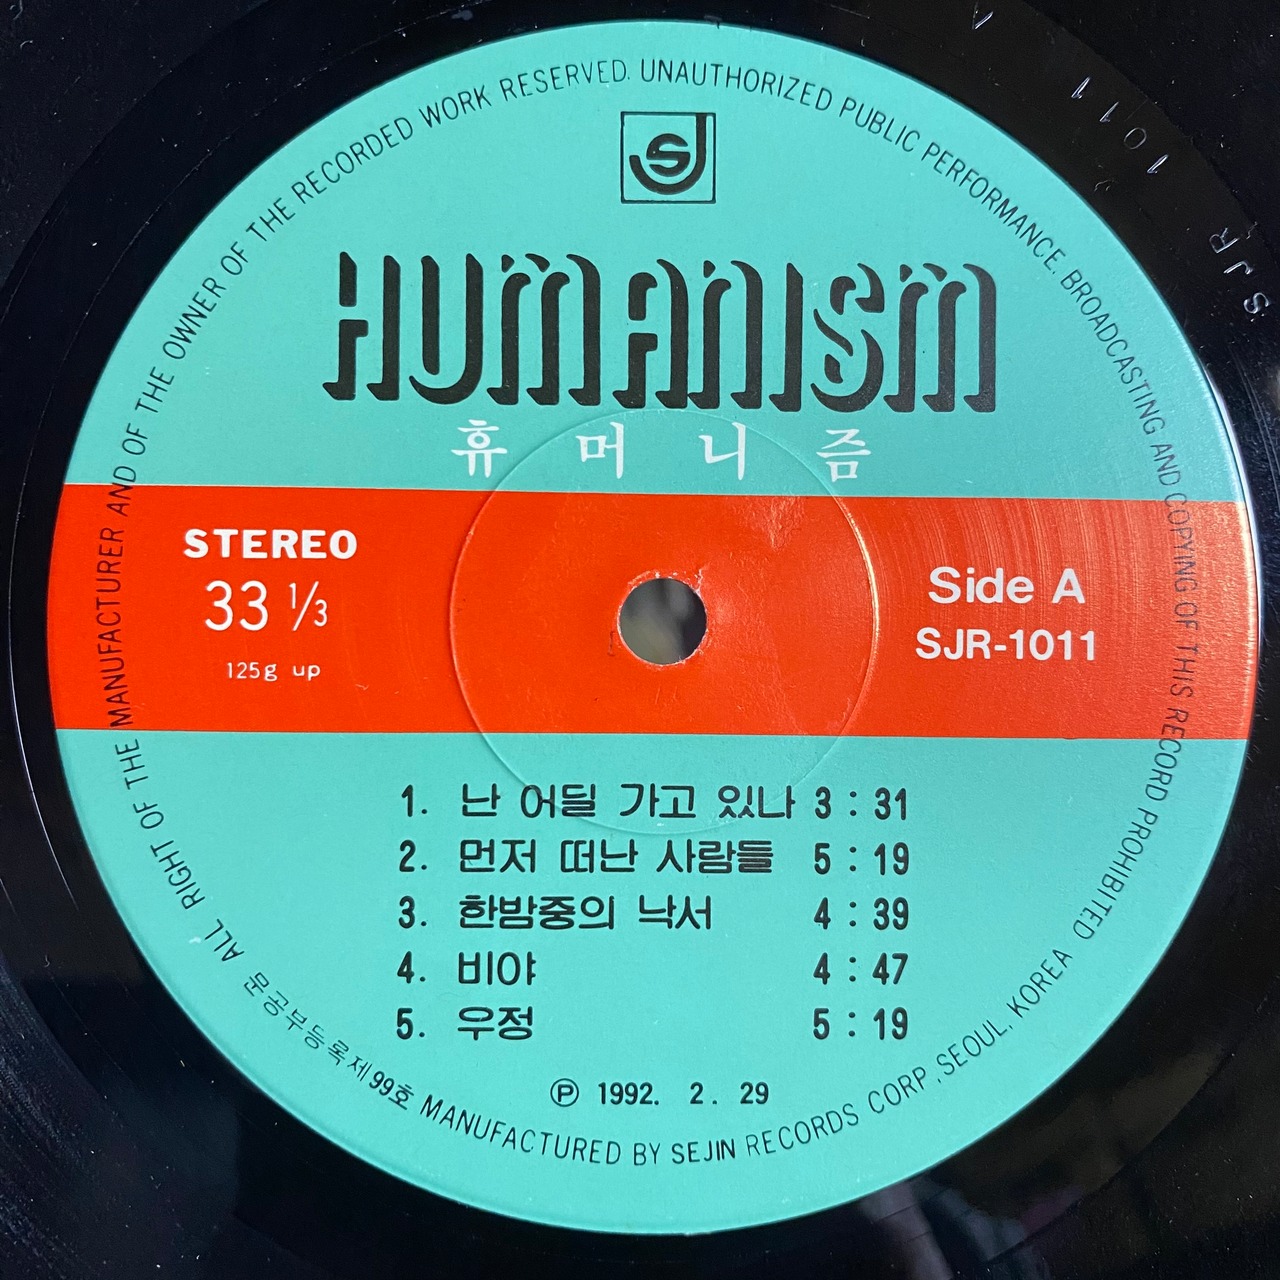 ALL RIGHT OF THE MANUFACTURER AND OF THE OWNER OF THE RECORDED WORK RESERVED. UNAUTHORIZED PUBLIC PERFORMANCE. BROADCASTING AND COPYING OF THIS RECORD PROHIBITED
SJ
HUMANISM
휴머니즘
STEREO
33 1/3
125g up
Side A
SJR-1011
1. 난 어딜 가고 있나 3 : 31
2. 먼저 떠난 사람들 5 : 19
3. 한밤중의 낙서 4 : 39
4. 비야 4 : 47
5. 우정 5 : 19
Ⓟ 1992. 2. 29
문공부등록제99호 MANUFACTURED BY SEJIN RECORDS CORP., SEOUL, KOREA
SJR 1011